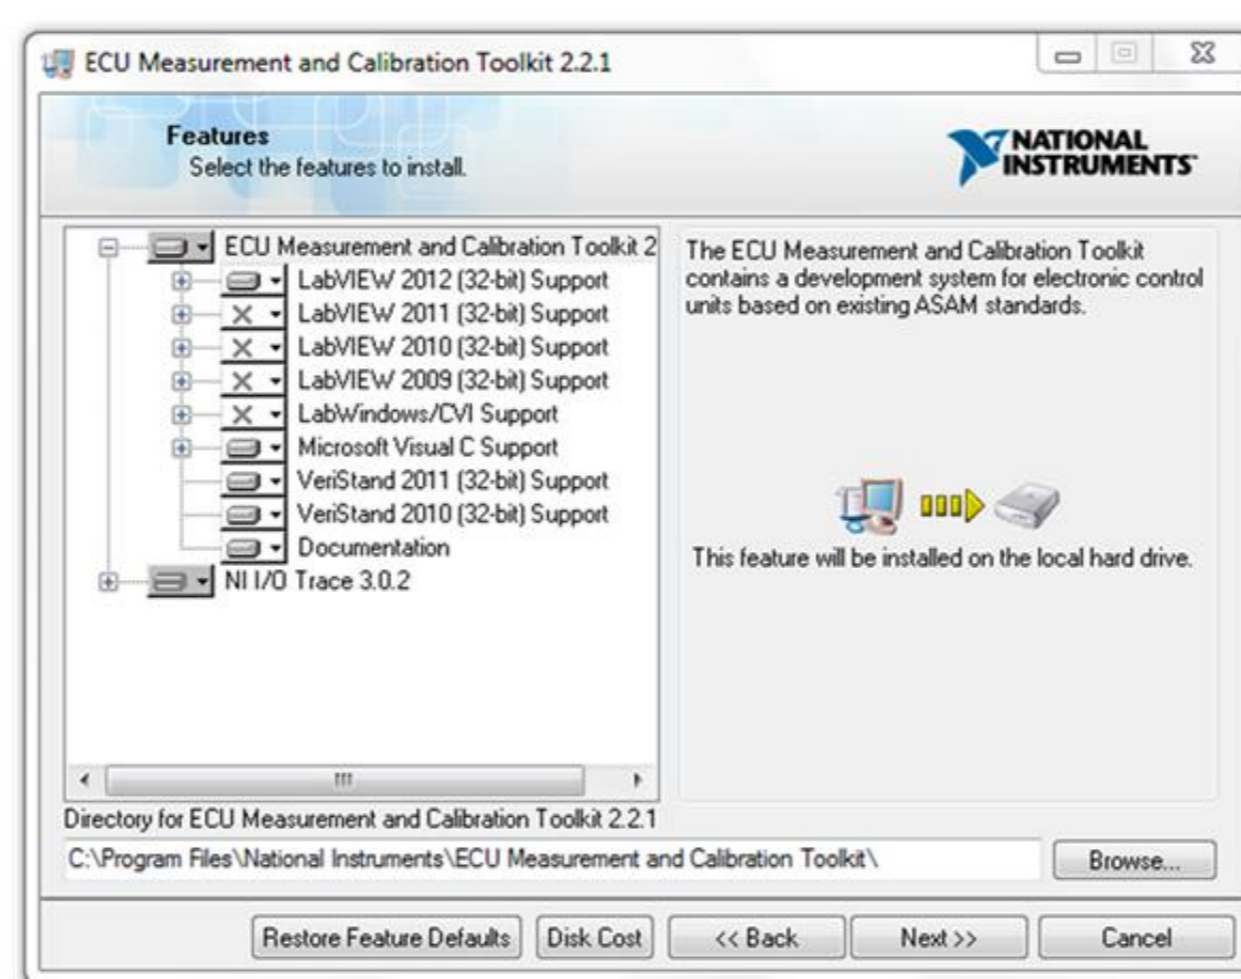 ECU Measurement and Calibration Toolkit 2.2.1
Features
Select the features to install.
NATIONAL
INSTRUMENTS™
ECU Measurement and Calibration Toolkit 2
LabVIEW 2012 (32-bit) Support
LabVIEW 2011 (32-bit) Support
LabVIEW 2010 (32-bit) Support
LabVIEW 2009 (32-bit) Support
LabWindows/CVI Support
Microsoft Visual C Support
VeriStand 2011 (32-bit) Support
VeriStand 2010 (32-bit) Support
Documentation
NI I/O Trace 3.0.2
The ECU Measurement and Calibration Toolkit
contains a development system for electronic control
units based on existing ASAM standards.
This feature will be installed on the local hard drive.
Directory for ECU Measurement and Calibration Toolkit 2.2.1
C:\Program Files\National Instruments\ECU Measurement and Calibration Toolkit\
Browse...
Restore Feature Defaults
Disk Cost
<< Back
Next >>
Cancel